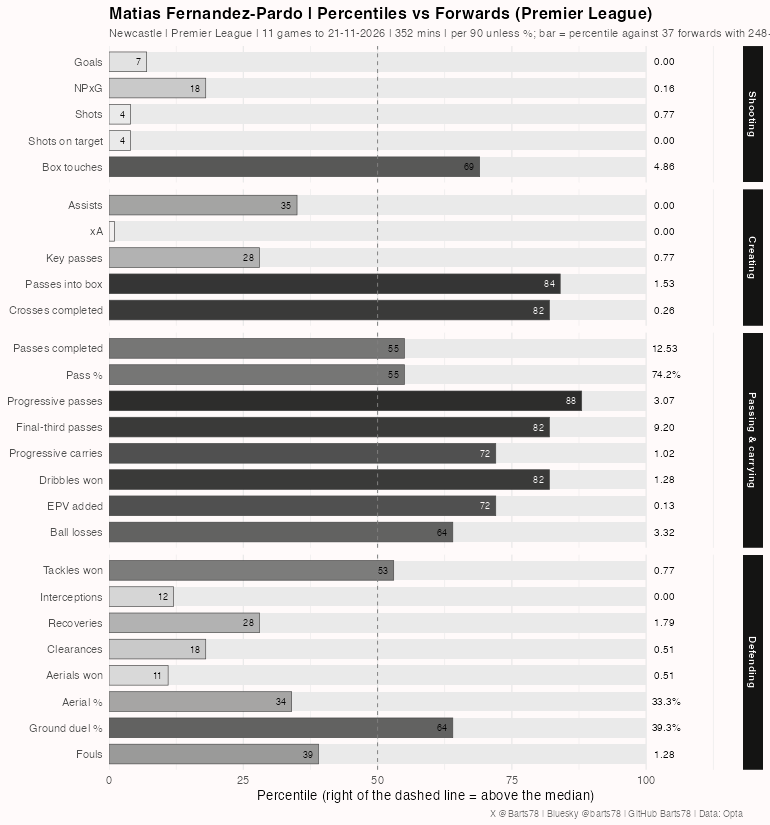 Matias Fernandez-Pardo | Percentiles vs Forwards (Premier League)
Newcastle | Premier League | 11 games to 21-11-2026 | 352 mins | per 90 unless %; bar = percentile against 37 forwards with 248-
Goals 7 0.00
NPxG 18 0.16
Shots 4 0.77
Shots on target 4 0.00
Box touches 69 4.86
Shooting
Assists 35 0.00
xA 0.00
Key passes 28 0.77
Passes into box 84 1.53
Crosses completed 82 0.26
Creating
Passes completed 55 12.53
Pass % 55 74.2%
Progressive passes 88 3.07
Final-third passes 82 9.20
Progressive carries 72 1.02
Dribbles won 82 1.28
EPV added 72 0.13
Ball losses 64 3.32
Passing & carrying
Tackles won 53 0.77
Interceptions 12 0.00
Recoveries 28 1.79
Clearances 18 0.51
Aerials won 11 0.51
Aerial % 34 33.3%
Ground duel % 64 39.3%
Fouls 39 1.28
Defending
0 25 50 75 100
Percentile (right of the dashed line = above the median)
X @Barts78 | Bluesky @barts78 | GitHub Barts78 | Data: Opta